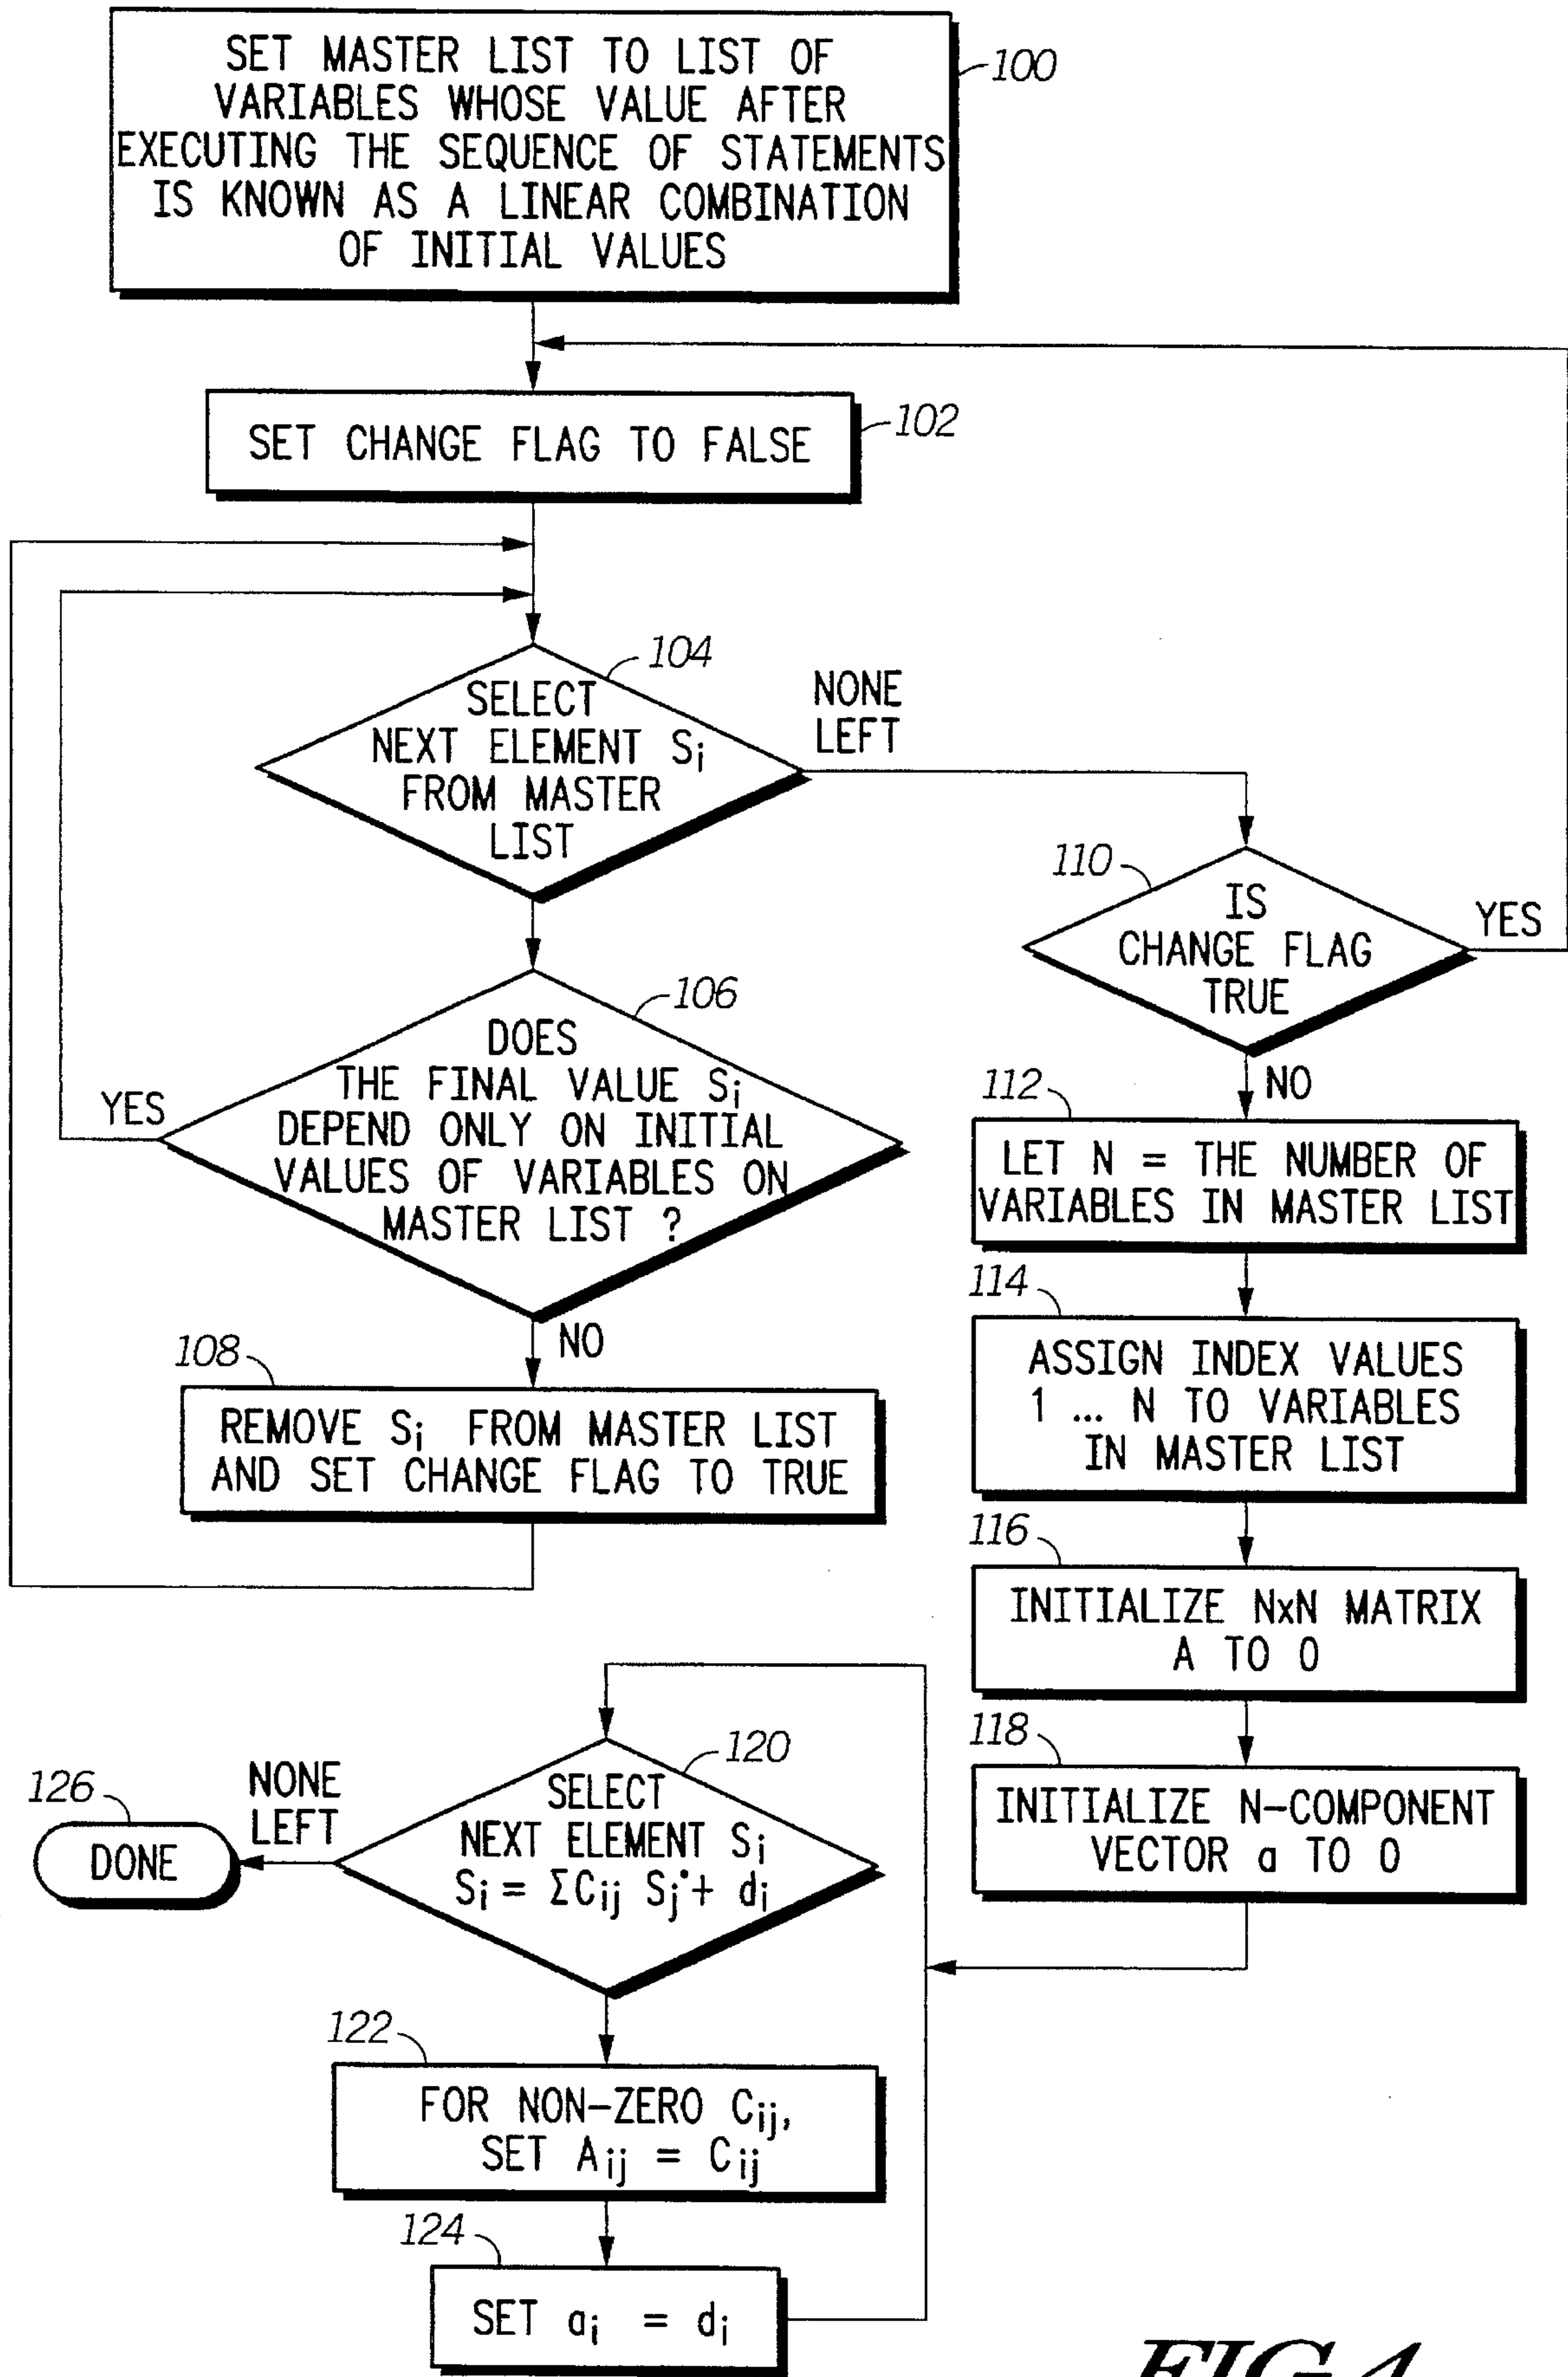 SET MASTER LIST TO LIST OF
VARIABLES WHOSE VALUE AFTER
EXECUTING THE SEQUENCE OF STATEMENTS
IS KNOWN AS A LINEAR COMBINATION
OF INITIAL VALUES
100
SET CHANGE FLAG TO FALSE
102
104
SELECT
NEXT ELEMENT Si
FROM MASTER
LIST
NONE
LEFT
106
DOES
THE FINAL VALUE Si
DEPEND ONLY ON INITIAL
VALUES OF VARIABLES ON
MASTER LIST ?
YES
NO
108
REMOVE Si FROM MASTER LIST
AND SET CHANGE FLAG TO TRUE
110
IS
CHANGE FLAG
TRUE
YES
NO
112
LET N = THE NUMBER OF
VARIABLES IN MASTER LIST
114
ASSIGN INDEX VALUES
1 ... N TO VARIABLES
IN MASTER LIST
116
INITIALIZE NxN MATRIX
A TO 0
118
INITIALIZE N-COMPONENT
VECTOR a TO 0
120
SELECT
NEXT ELEMENT Si
Si = ΣCij Sj·+ di
NONE
LEFT
126
DONE
122
FOR NON-ZERO Cij,
SET Aij = Cij
124
SET ai = di